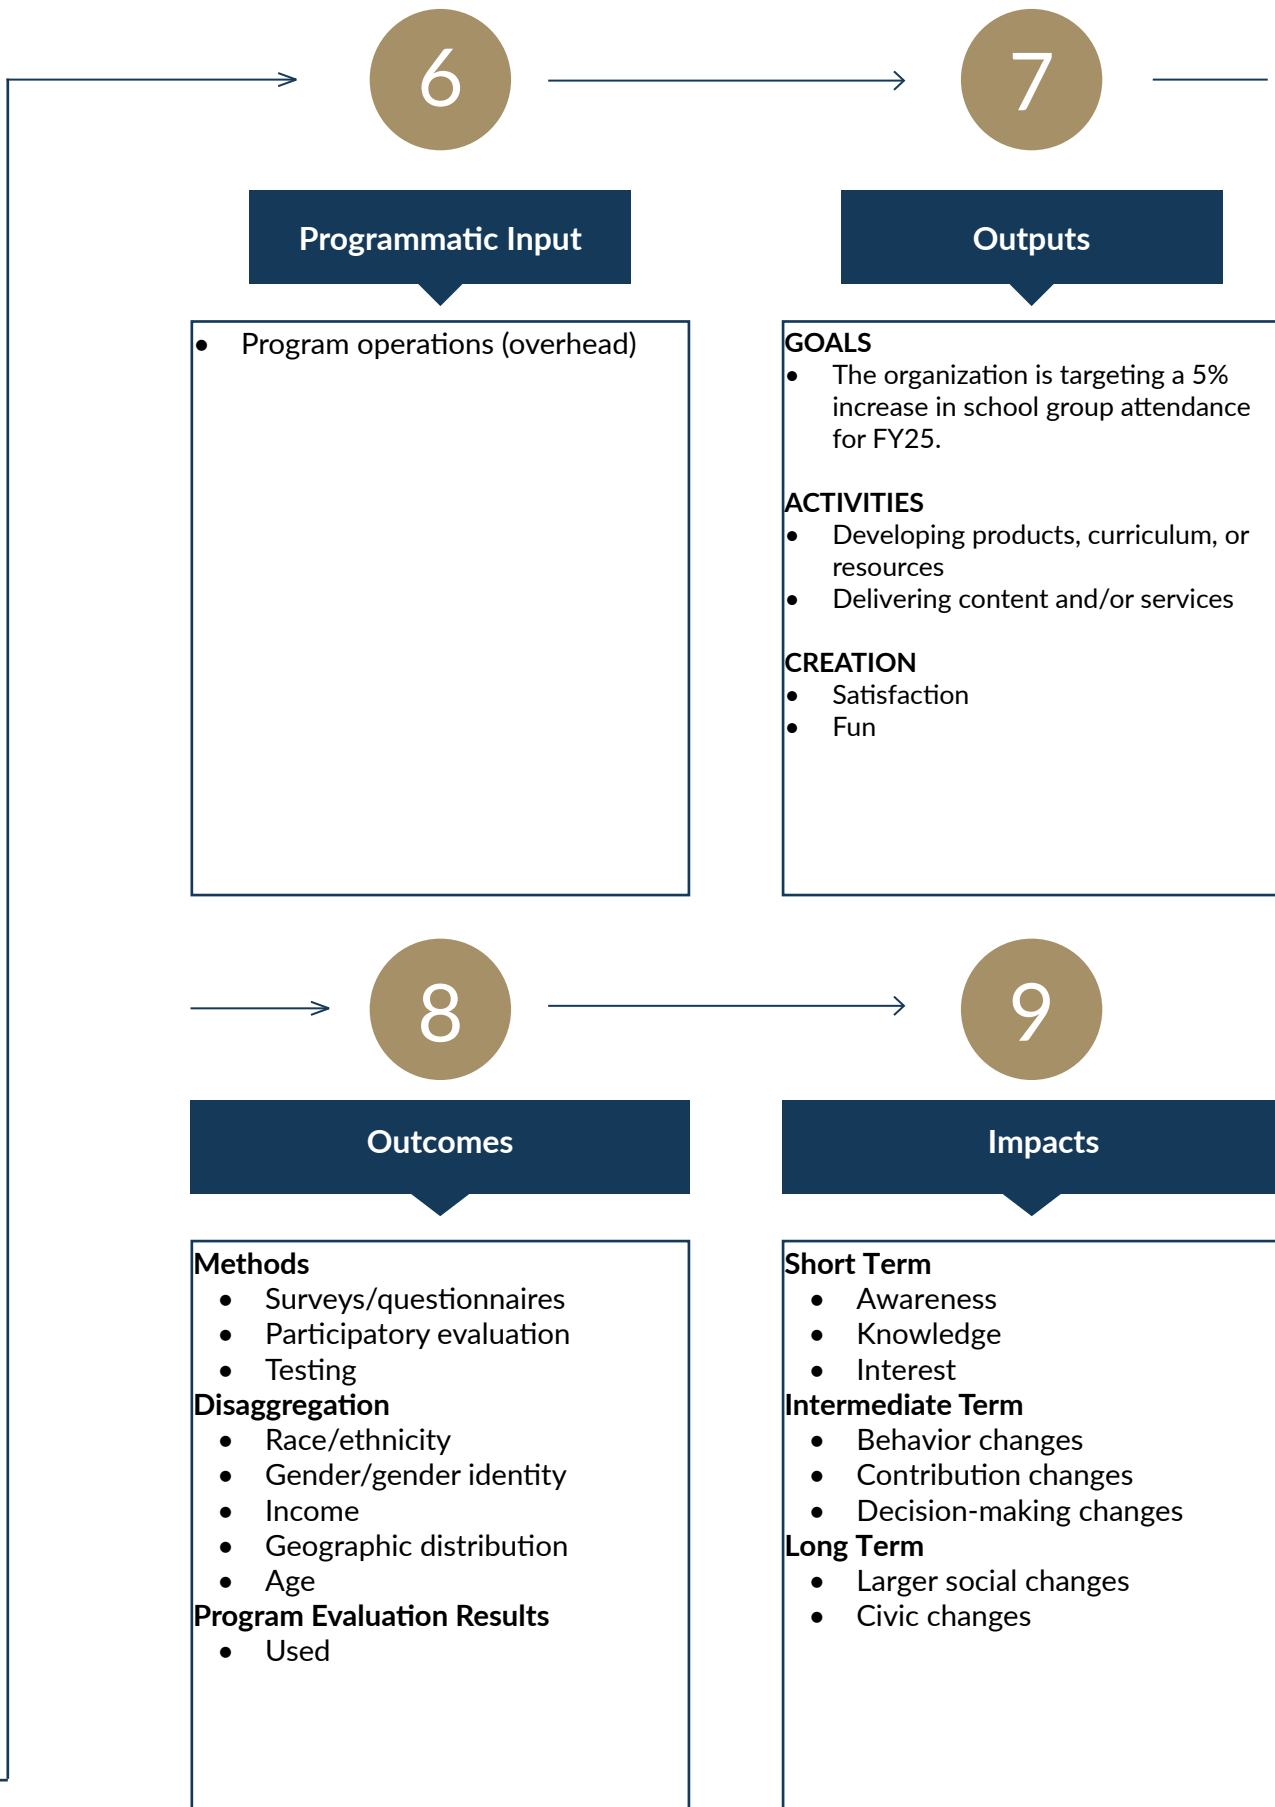 6
7
Programmatic Input
Outputs
• Program operations (overhead)
GOALS
• The organization is targeting a 5%
increase in school group attendance
for FY25.
ACTIVITIES
• Developing products, curriculum, or
resources
• Delivering content and/or services
CREATION
• Satisfaction
• Fun
8
9
Outcomes
Impacts
Methods
• Surveys/questionnaires
• Participatory evaluation
• Testing
Disaggregation
• Race/ethnicity
• Gender/gender identity
• Income
• Geographic distribution
• Age
Program Evaluation Results
• Used
Short Term
• Awareness
• Knowledge
• Interest
Intermediate Term
• Behavior changes
• Contribution changes
• Decision-making changes
Long Term
• Larger social changes
• Civic changes